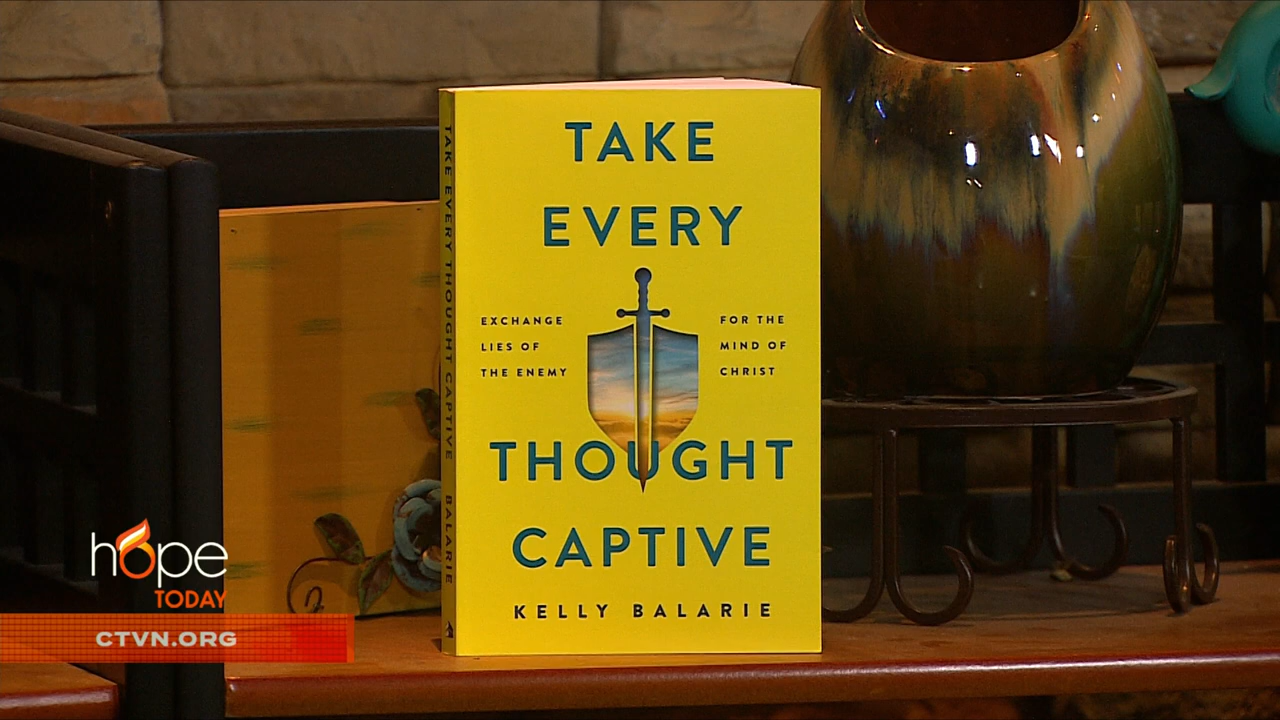 TAKE EVERY THOUGHT CAPTIVE BALARIE
TAKE
EVERY
EXCHANGE
LIES OF
THE ENEMY
FOR THE
MIND OF
CHRIST
THOUGHT
CAPTIVE
KELLY BALARIE
hope
TODAY
CTVN.ORG